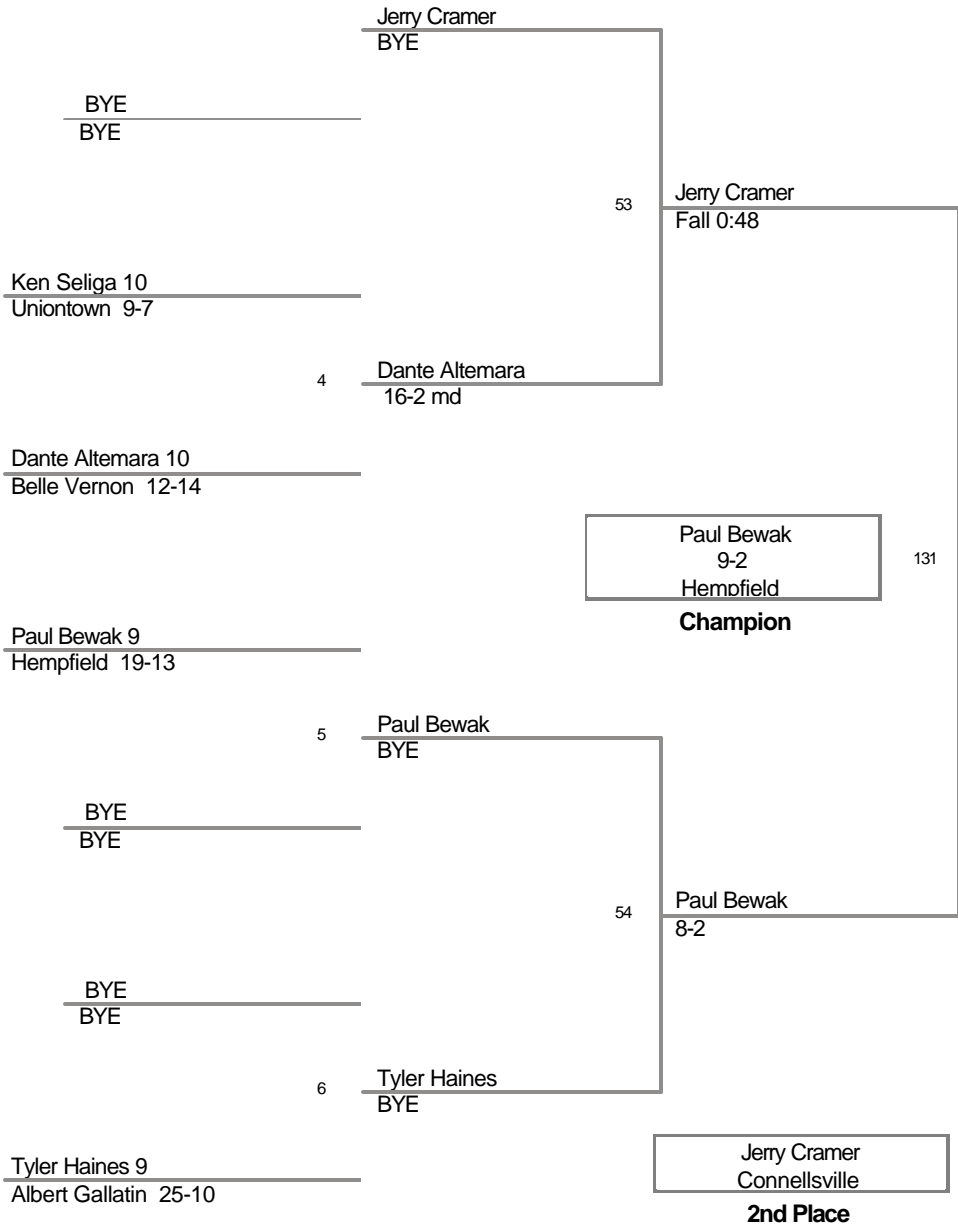 Jerry Cramer
BYE
BYE
BYE
Jerry Cramer
53
Fall 0:48
Ken Seliga 10
Uniontown 9-7
Dante Altemara
4
16-2 md
Dante Altemara 10
Belle Vernon 12-14
Paul Bewak
9-2
131
Hempfield
Champion
Paul Bewak 9
Hempfield 19-13
Paul Bewak
5
BYE
BYE
BYE
Paul Bewak
54
8-2
BYE
BYE
Tyler Haines
6
BYE
Jerry Cramer
Connellsville
Tyler Haines 9
Albert Gallatin 25-10
2nd Place